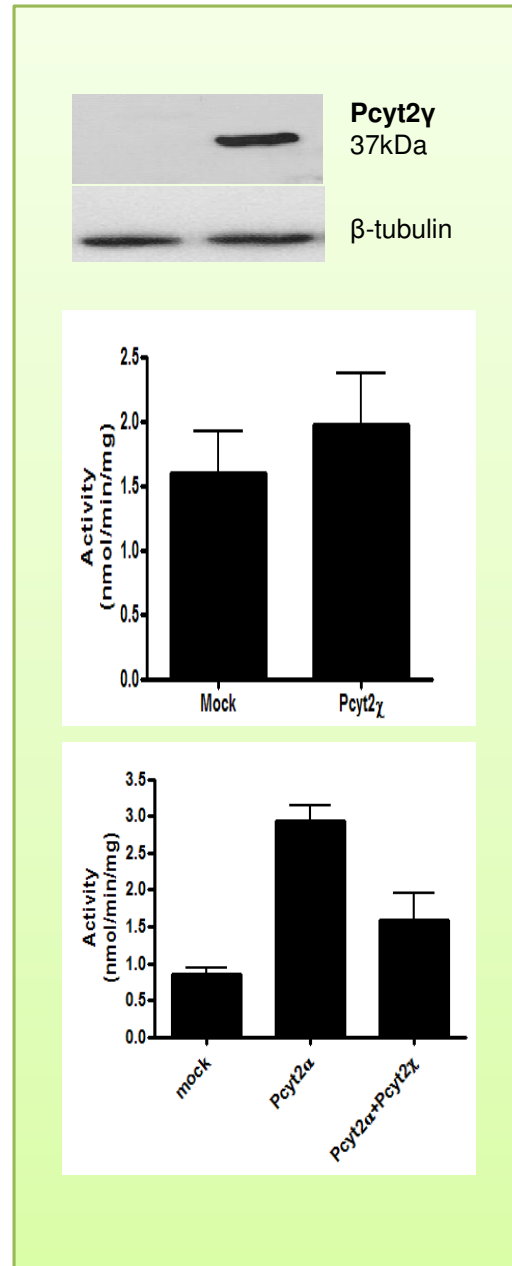 Pcyt2γ
37kDa
β-tubulin
Activity
(nmol/min/mg)
2.5
2.0
1.5
1.0
0.5
0.0
Mock
Pcyt2χ
Activity
(nmol/min/mg)
3.5
3.0
2.5
2.0
1.5
1.0
0.5
0.0
mock
Pcyt2α
Pcyt2α+Pcyt2χ